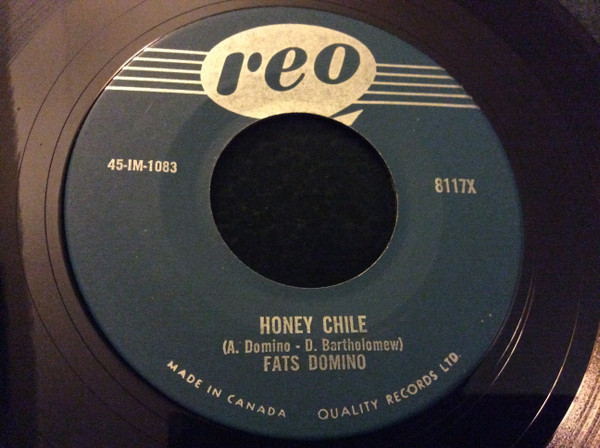 reo
45-IM-1083
8117X
HONEY CHILE
(A. Domino - D. Bartholomew)
FATS DOMINO
MADE IN CANADA QUALITY RECORDS LTD.